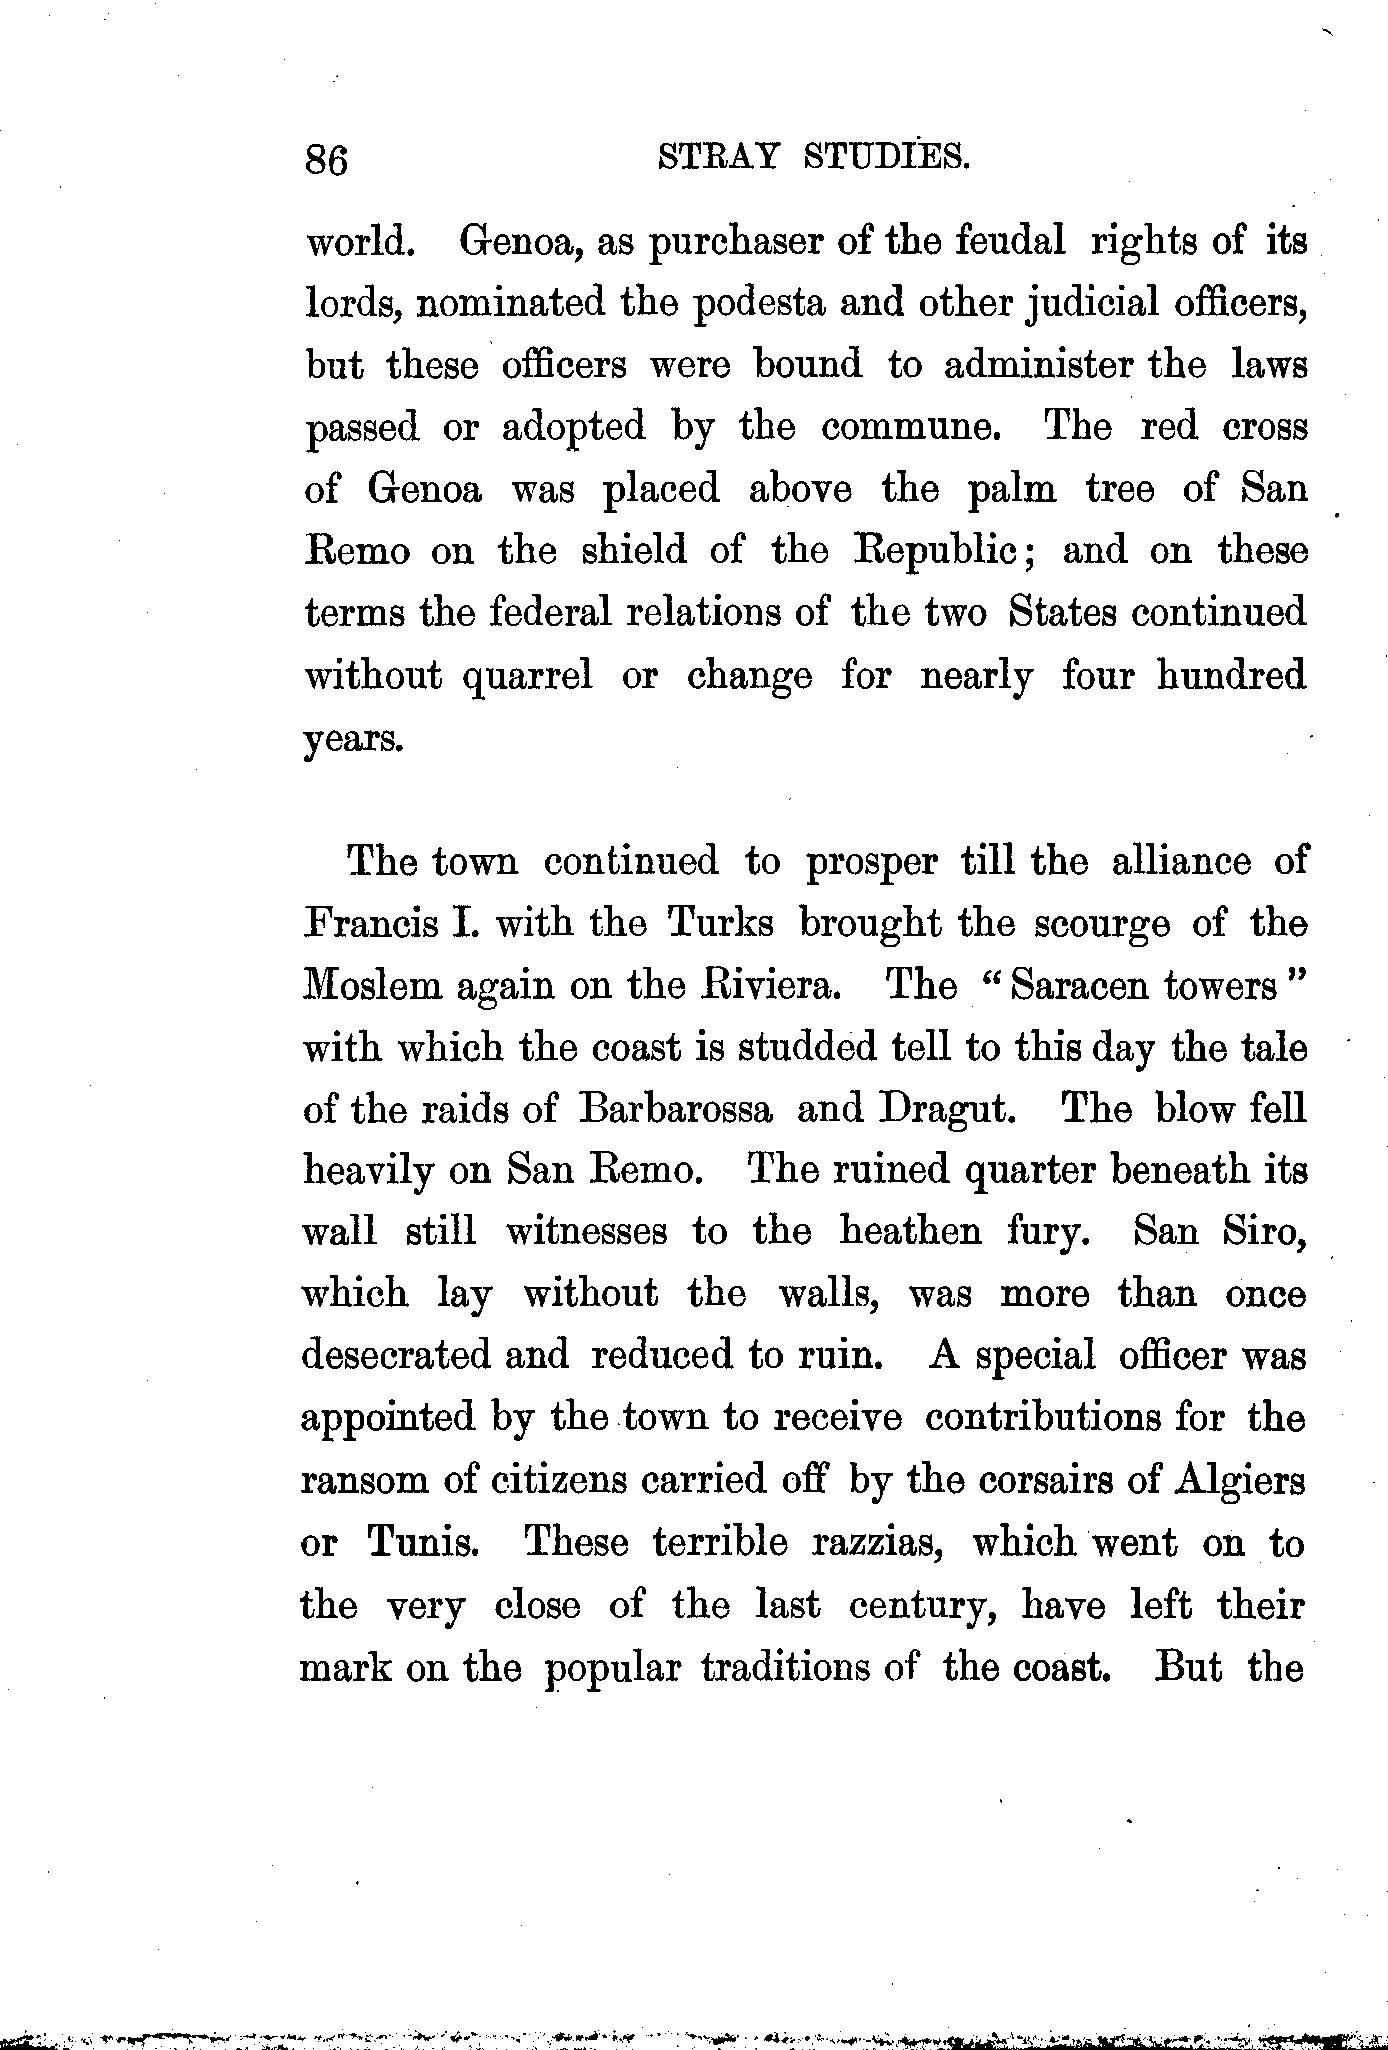 86 STRAY STUDIES.
world. Genoa, as purchaser of the feudal rights of its
lords, nominated the podesta and other judicial officers,
but these officers were bound to administer the laws
passed or adopted by the commune. The red cross
of Genoa was placed above the palm tree of San
Remo on the shield of the Republic; and on these
terms the federal relations of the two States continued
without quarrel or change for nearly four hundred
years.
The town continued to prosper till the alliance of
Francis I. with the Turks brought the scourge of the
Moslem again on the Riviera. The “Saracen towers”
with which the coast is studded tell to this day the tale
of the raids of Barbarossa and Dragut. The blow fell
heavily on San Remo. The ruined quarter beneath its
wall still witnesses to the heathen fury. San Siro,
which lay without the walls, was more than once
desecrated and reduced to ruin. A special officer was
appointed by the town to receive contributions for the
ransom of citizens carried off by the corsairs of Algiers
or Tunis. These terrible razzias, which went on to
the very close of the last century, have left their
mark on the popular traditions of the coast. But the